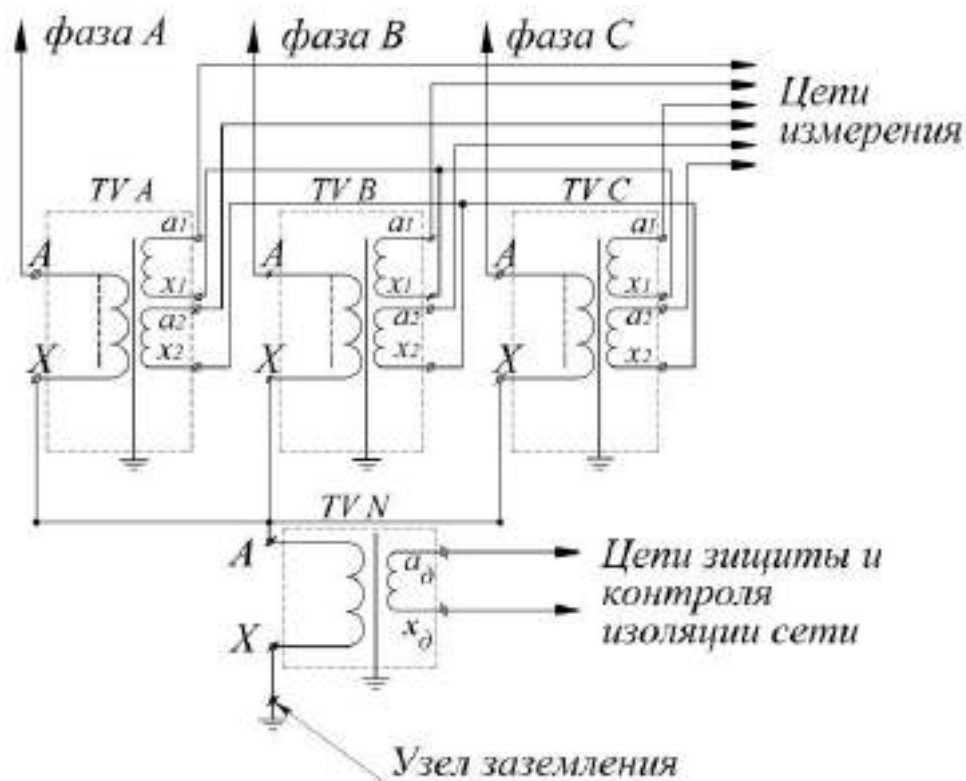 фаза A
фаза B
фаза C
Цепи
измерения
TV A
TV B
TV C
A
a1
x1
a2
x2
X
A
a1
x1
a2
x2
X
A
a1
x1
a2
x2
X
TV N
A
aд
xд
X
Цепи зищиты и
контроля
изоляции сети
Узел заземления